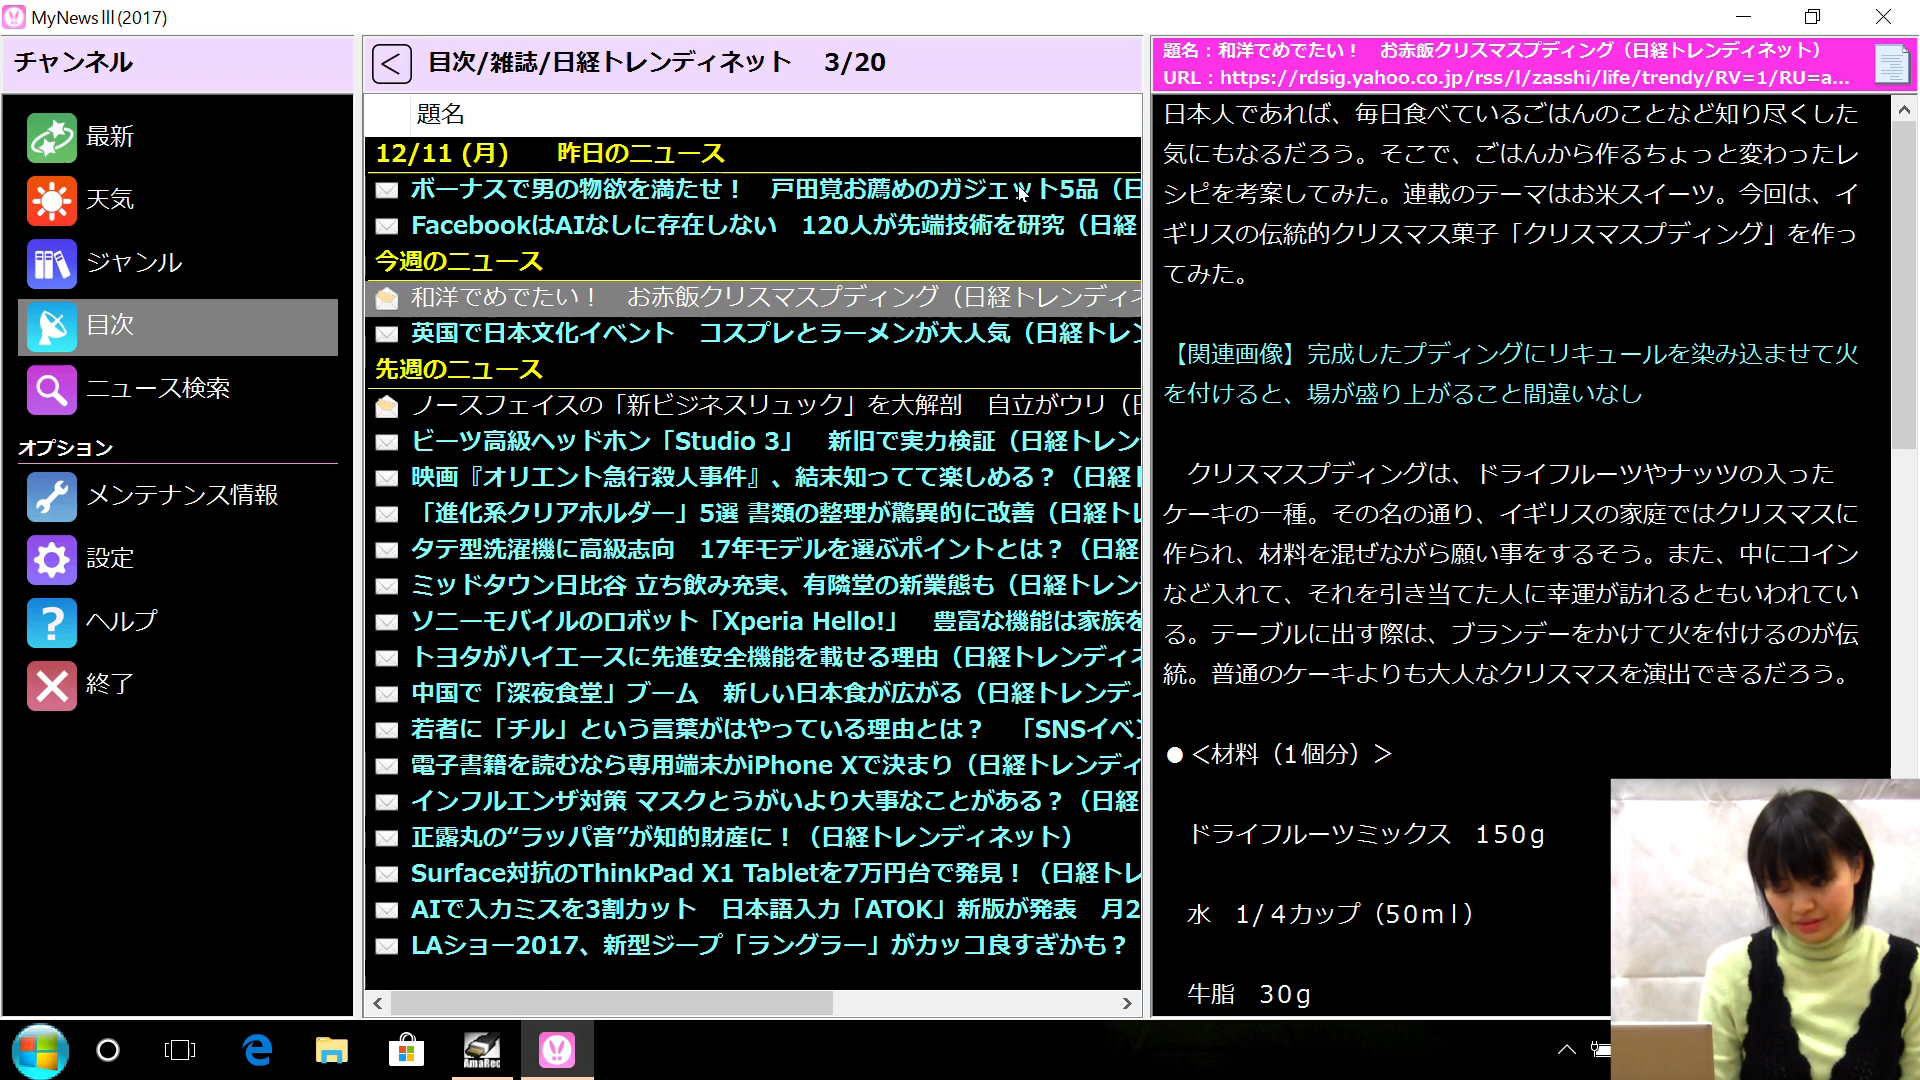 MyNewsⅢ(2017)
チャンネル
最新
天気
ジャンル
目次
ニュース検索
オプション
メンテナンス情報
設定
ヘルプ
終了
目次/雑誌/日経トレンディネット　3/20
題名
12/11 (月)　昨日のニュース
ボーナスで男の物欲を満たせ！　戸田覚お薦めのガジェット5品（日
FacebookはAIなしに存在しない　120人が先端技術を研究（日経
今週のニュース
和洋でめでたい！　お赤飯クリスマスプディング（日経トレンディネ
英国で日本文化イベント　コスプレとラーメンが大人気（日経トレン
先週のニュース
ノースフェイスの「新ビジネスリュック」を大解剖　自立がウリ（日
ビーツ高級ヘッドホン「Studio 3」　新旧で実力検証（日経トレン
映画『オリエント急行殺人事件』、結末知ってて楽しめる？（日経ト
「進化系クリアホルダー」5選 書類の整理が驚異的に改善（日経トレ
タテ型洗濯機に高級志向　17年モデルを選ぶポイントとは？（日経
ミッドタウン日比谷 立ち飲み充実、有隣堂の新業態も（日経トレン
ソニーモバイルのロボット「Xperia Hello!」　豊富な機能は家族を
トヨタがハイエースに先進安全機能を載せる理由（日経トレンディネ
中国で「深夜食堂」ブーム　新しい日本食が広がる（日経トレンディ
若者に「チル」という言葉がはやっている理由とは？　「SNSイベン
電子書籍を読むなら専用端末かiPhone Xで決まり（日経トレンディ
インフルエンザ対策 マスクとうがいより大事なことがある？（日経
正露丸の“ラッパ音”が知的財産に！（日経トレンディネット）
Surface対抗のThinkPad X1 Tabletを7万円台で発見！（日経トレ
AIで入力ミスを3割カット　日本語入力「ATOK」新版が発表　月2
LAショー2017、新型ジープ「ラングラー」がカッコ良すぎかも？
題名：和洋でめでたい！　お赤飯クリスマスプディング（日経トレンディネット）
URL：https://rdsig.yahoo.co.jp/rss/l/zasshi/life/trendy/RV=1/RU=a...
日本人であれば、毎日食べているごはんのことなど知り尽くした
気にもなるだろう。そこで、ごはんから作るちょっと変わったレ
シピを考案してみた。連載のテーマはお米スイーツ。今回は、イ
ギリスの伝統的クリスマス菓子「クリスマスプディング」を作っ
てみた。
【関連画像】完成したプディングにリキュールを染み込ませて火
を付けると、場が盛り上がること間違いなし
クリスマスプディングは、ドライフルーツやナッツの入った
ケーキの一種。その名の通り、イギリスの家庭ではクリスマスに
作られ、材料を混ぜながら願い事をするそう。また、中にコイン
など入れて、それを引き当てた人に幸運が訪れるともいわれてい
る。テーブルに出す際は、ブランデーをかけて火を付けるのが伝
統。普通のケーキよりも大人なクリスマスを演出できるだろう。
●＜材料（1個分）＞
ドライフルーツミックス　150g
水　1/4カップ（50ml）
牛脂　30g
AmaRec